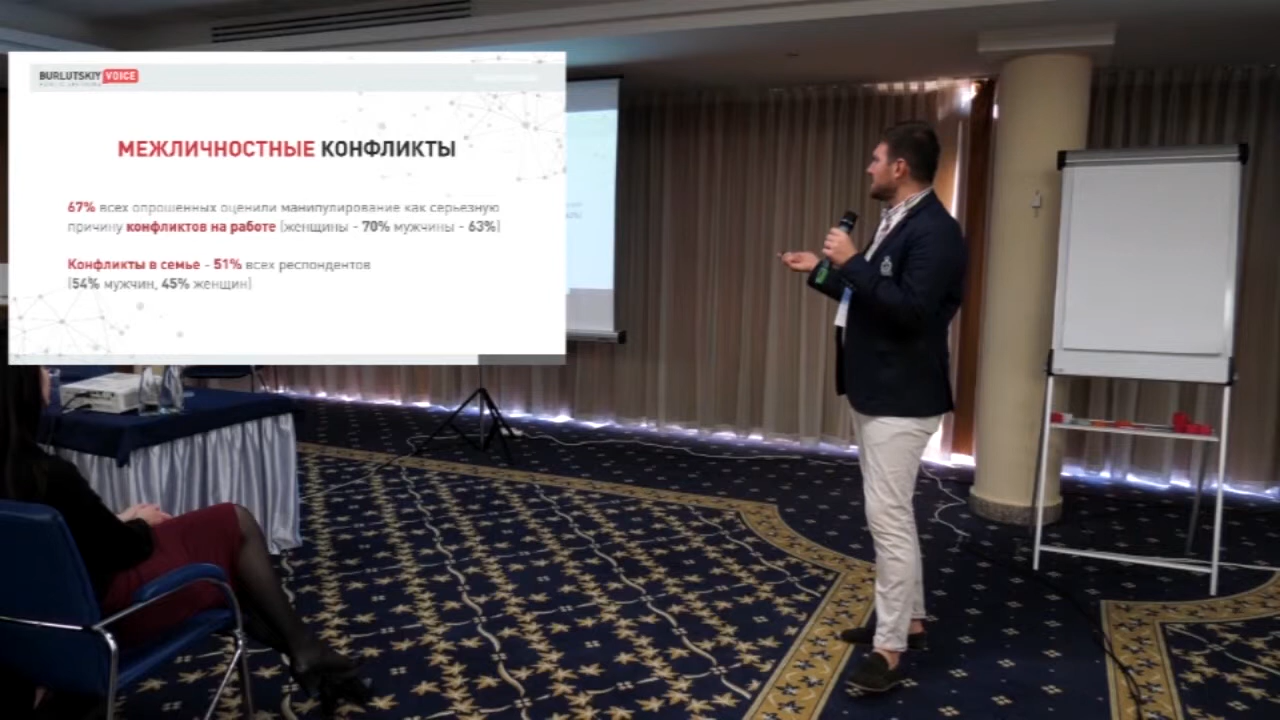 BURLUTSKIY VOICE
МЕЖЛИЧНОСТНЫЕ КОНФЛИКТЫ
67% всех опрошенных оценили манипулирование как серьезную
причину конфликтов на работе (женщины - 70% мужчины - 63%)
Конфликты в семье - 51% всех респондентов
(54% мужчин, 45% женщин)